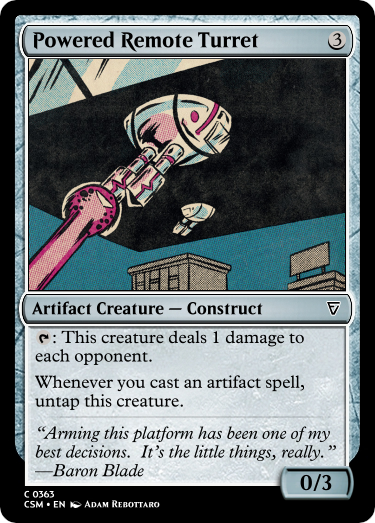 Powered Remote Turret 3
Artifact Creature — Construct
: This creature deals 1 damage to
each opponent.
Whenever you cast an artifact spell,
untap this creature.
“Arming this platform has been one of my
best decisions.  It’s the little things, really.”
—Baron Blade
0/3
C 0363
CSM • EN Adam Rebottaro